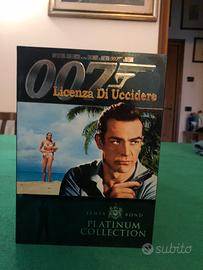 007
Licenza Di Uccidere
JAMES BOND
PLATINUM
COLLECTION
subito